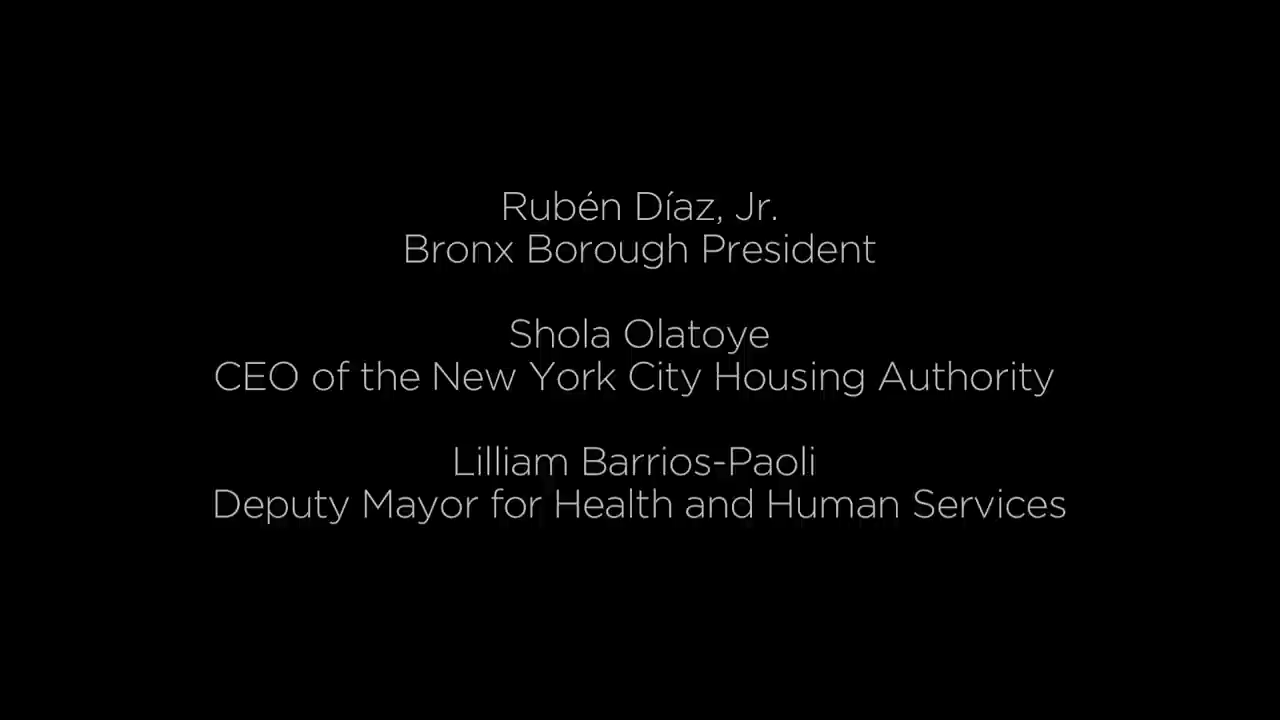 Rubén Díaz, Jr.
Bronx Borough President
Shola Olatoye
CEO of the New York City Housing Authority
Lilliam Barrios-Paoli
Deputy Mayor for Health and Human Services